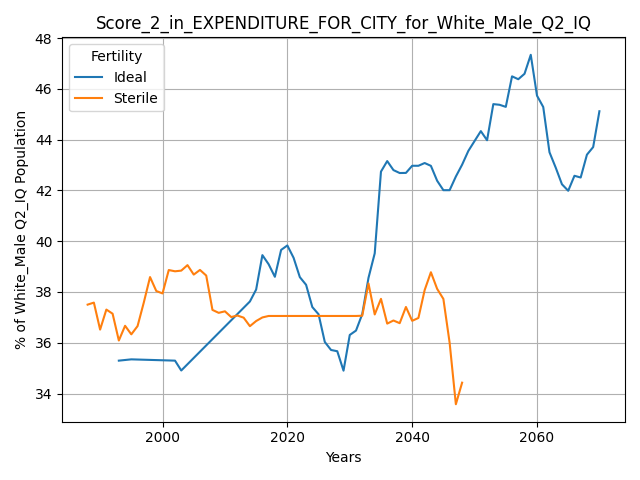 Score_2_in_EXPENDITURE_FOR_CITY_for_White_Male_Q2_IQ
Fertility
Ideal
Sterile
% of White_Male Q2_IQ Population
48
46
44
42
40
38
36
34
2000
2020
2040
2060
Years